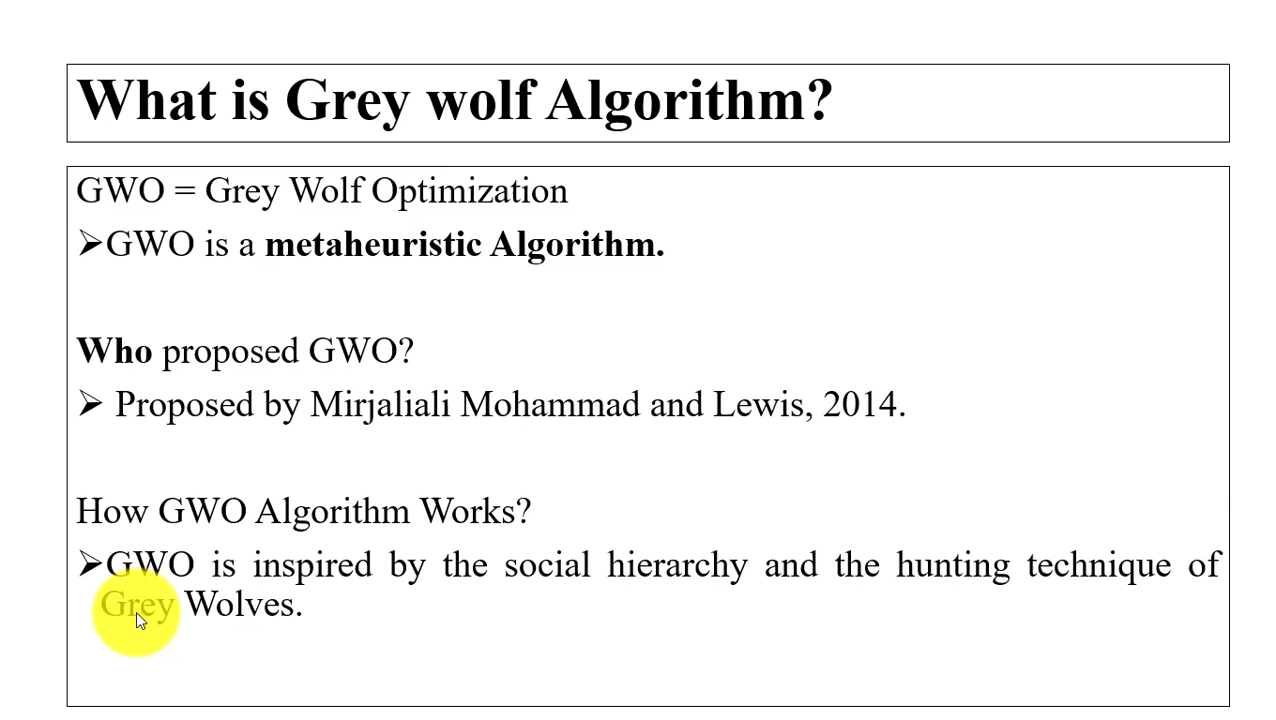 What is Grey wolf Algorithm?
GWO = Grey Wolf Optimization
➢GWO is a metaheuristic Algorithm.
Who proposed GWO?
➢ Proposed by Mirjaliali Mohammad and Lewis, 2014.
How GWO Algorithm Works?
➢GWO is inspired by the social hierarchy and the hunting technique of
Grey Wolves.